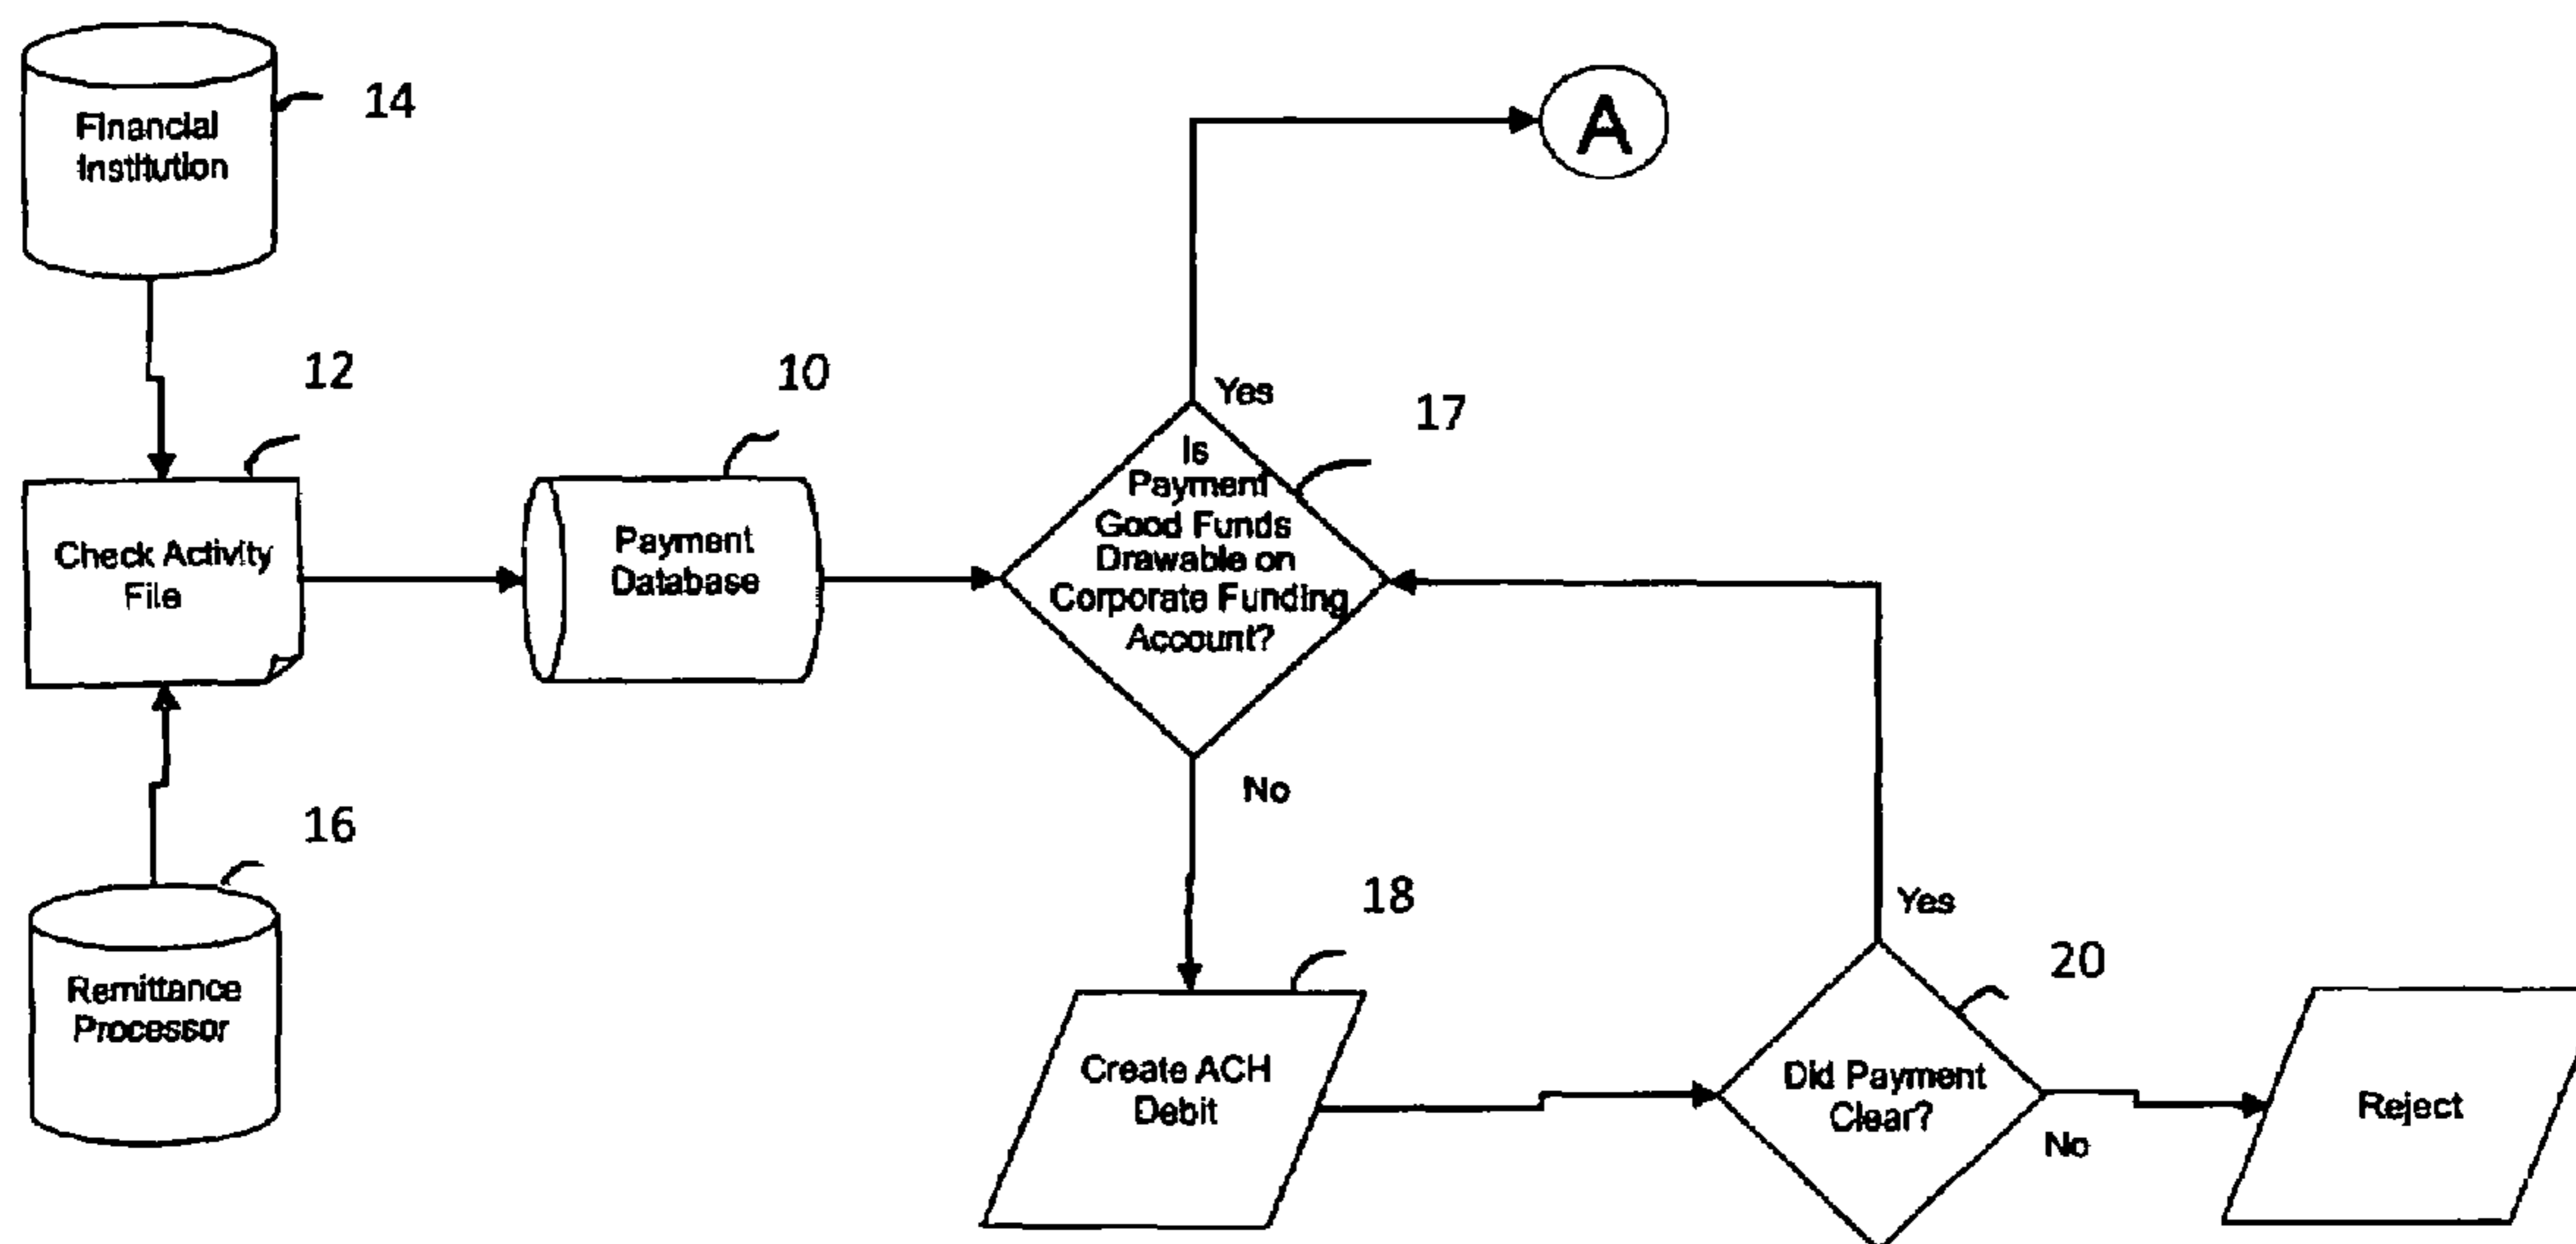 14
Financial
Institution
A
12
10
Yes
17
Is
Payment
Good Funds
Drawable on
Corporate Funding
Account?
Check Activity
File
Payment
Database
No
16
18
Yes
20
Remittance
Processor
Create ACH
Debit
Did Payment
Clear?
No
Reject